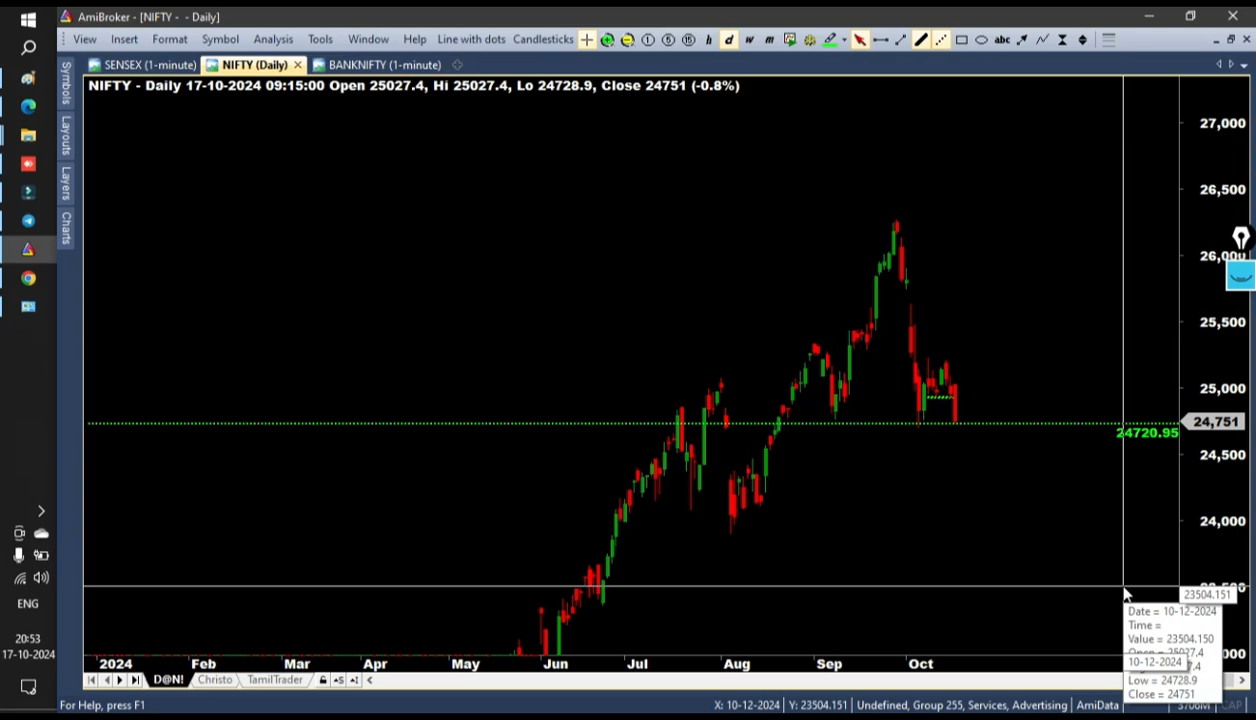 AmiBroker - [NIFTY - - Daily]
View Insert Format Symbol Analysis Tools Window Help Line with dots Candlesticks 1 5 15 h d w m abc
SENSEX (1-minute) NIFTY (Daily) BANKNIFTY (1-minute)
NIFTY - Daily 17-10-2024 09:15:00 Open 25027.4, Hi 25027.4, Lo 24728.9, Close 24751 (-0.8%)
Symbols
Layouts
Layers
Charts
27,000
26,500
25,500
25,000
24,751
24720.95
24,500
24,000
23504.151
Date = 10-12-2024
Time =
Value = 23504.150
10-12-2024
Low = 24728.9
Close = 24751
2024 Feb Mar Apr May Jun Jul Aug Sep Oct
D@N! Christo TamilTrader
For Help, press F1
X: 10-12-2024 Y: 23504.151 Undefined, Group 255, Services, Advertising AmiData CAP
ENG
20:53
17-10-2024